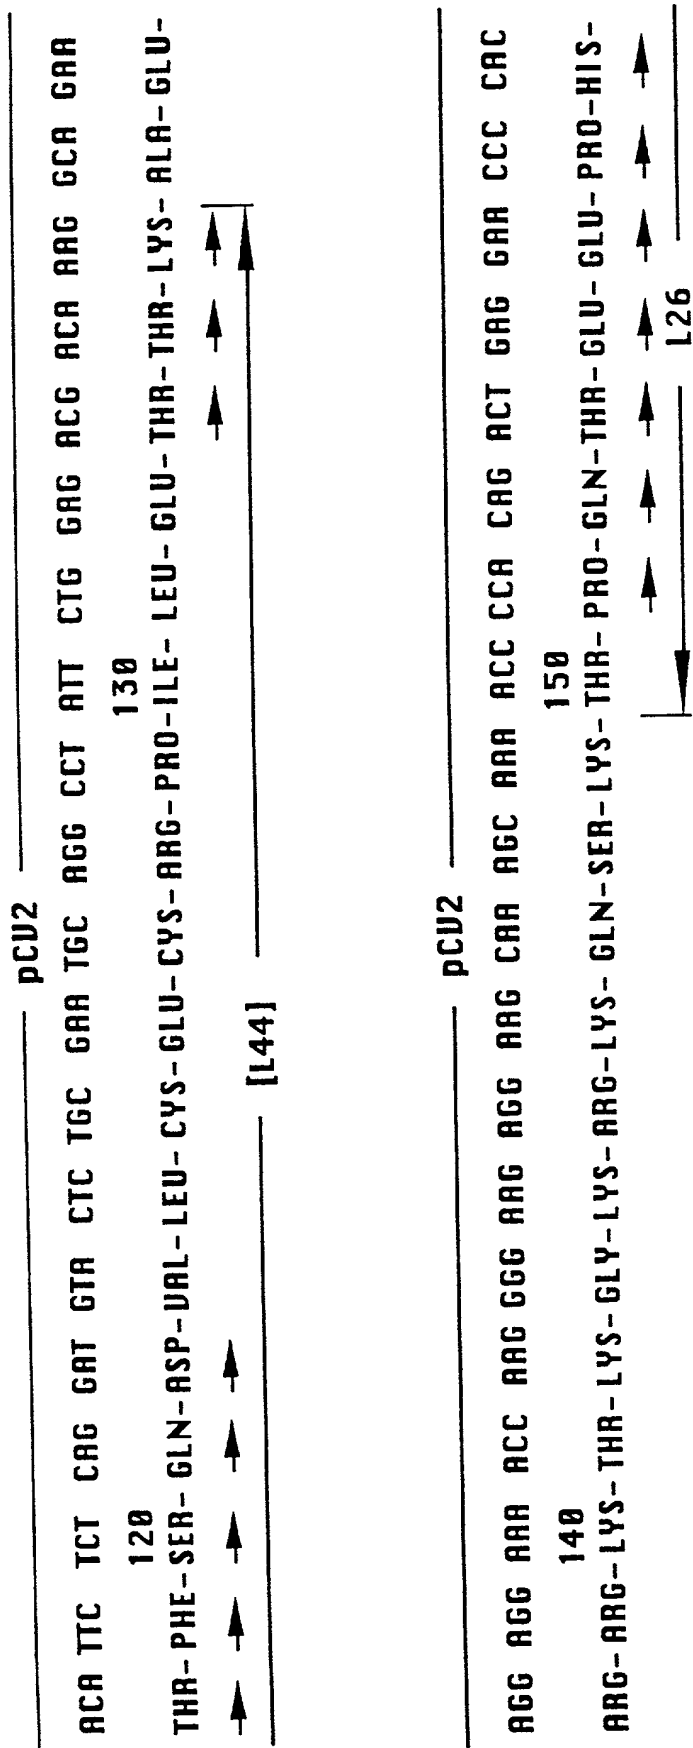 pCV2
ACA TTC TCT CAG GAT GTA CTC TGC GAA TGC AGG CCT ATT CTG GAG ACG ACA AAG GCA GAA
120 130
THR-PHE-SER-GLN-ASP-VAL-LEU-CYS-GLU-CYS-ARG-PRO-ILE-LEU-GLU-THR-THR-LYS-ALA-GLU-
[L44]
pCV2
AGG AGG AAA ACC AAG GGG AAG AGG AAG CAA AGC AAA ACC CCA CAG ACT GAG GAA CCC CAC
140 150
ARG-ARG-LYS-THR-LYS-GLY-LYS-ARG-LYS-GLN-SER-LYS-THR-PRO-GLN-THR-GLU-GLU-PRO-HIS-
L26